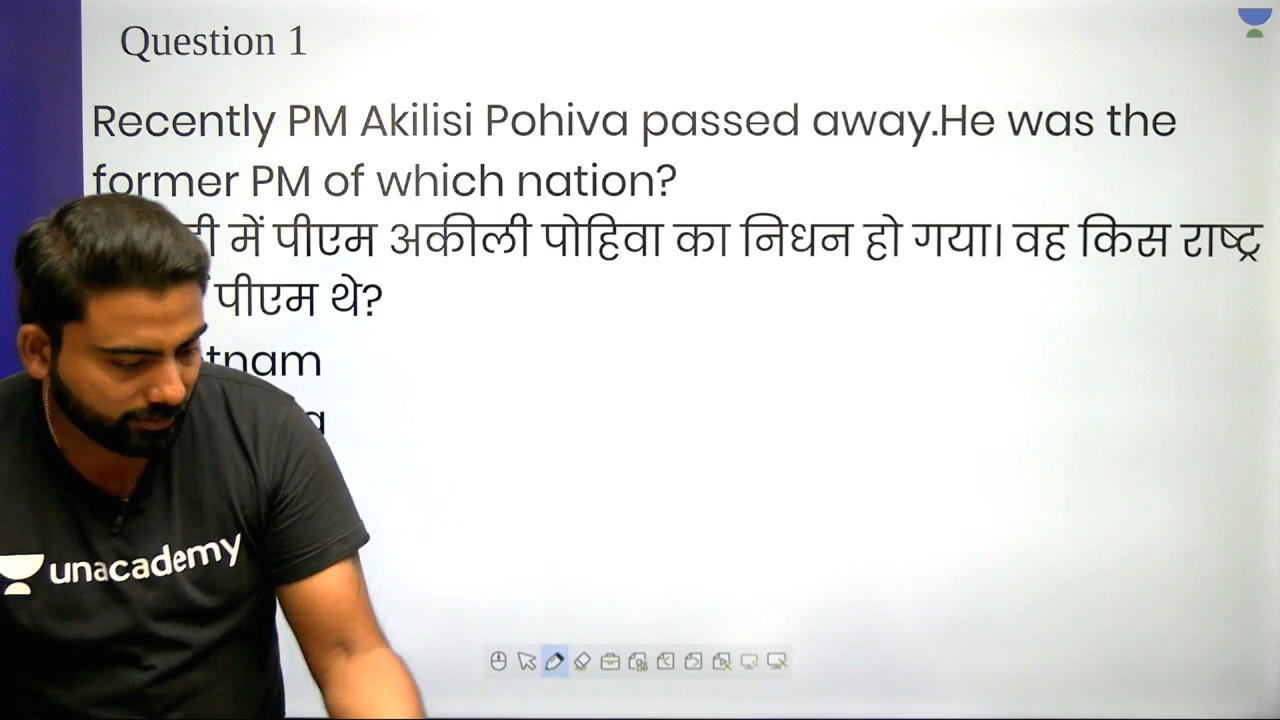 Question 1
Recently PM Akilisi Pohiva passed away.He was the
former PM of which nation?
में पीएम अकीली पोहिवा का निधन हो गया। वह किस राष्ट्र
पीएम थे?
unacademy